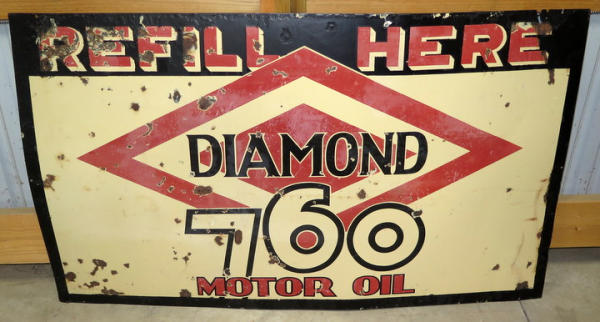 REFILL HERE
DIAMOND
760
MOTOR OIL